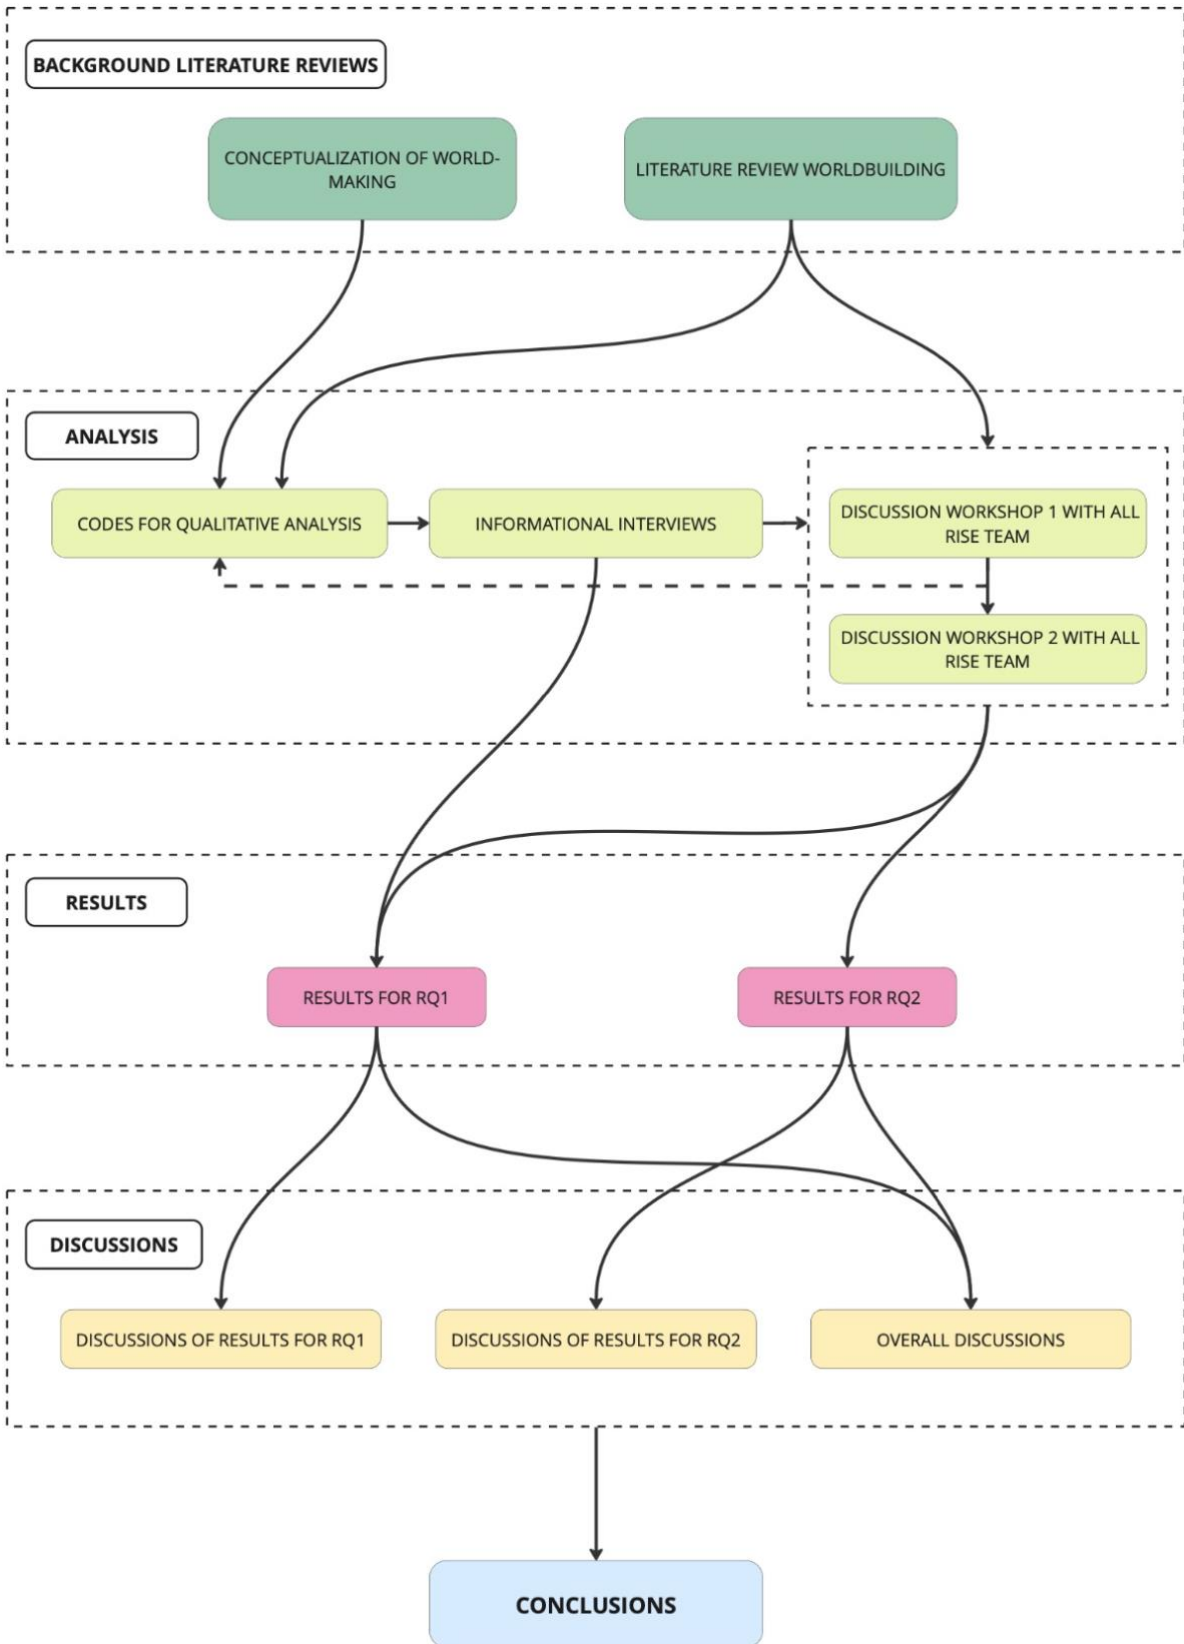 BACKGROUND LITERATURE REVIEWS
CONCEPTUALIZATION OF WORLD-
MAKING
LITERATURE REVIEW WORLDBUILDING
ANALYSIS
CODES FOR QUALITATIVE ANALYSIS
INFORMATIONAL INTERVIEWS
DISCUSSION WORKSHOP 1 WITH ALL
RISE TEAM
DISCUSSION WORKSHOP 2 WITH ALL
RISE TEAM
RESULTS
RESULTS FOR RQ1
RESULTS FOR RQ2
DISCUSSIONS
DISCUSSIONS OF RESULTS FOR RQ1
DISCUSSIONS OF RESULTS FOR RQ2
OVERALL DISCUSSIONS
CONCLUSIONS